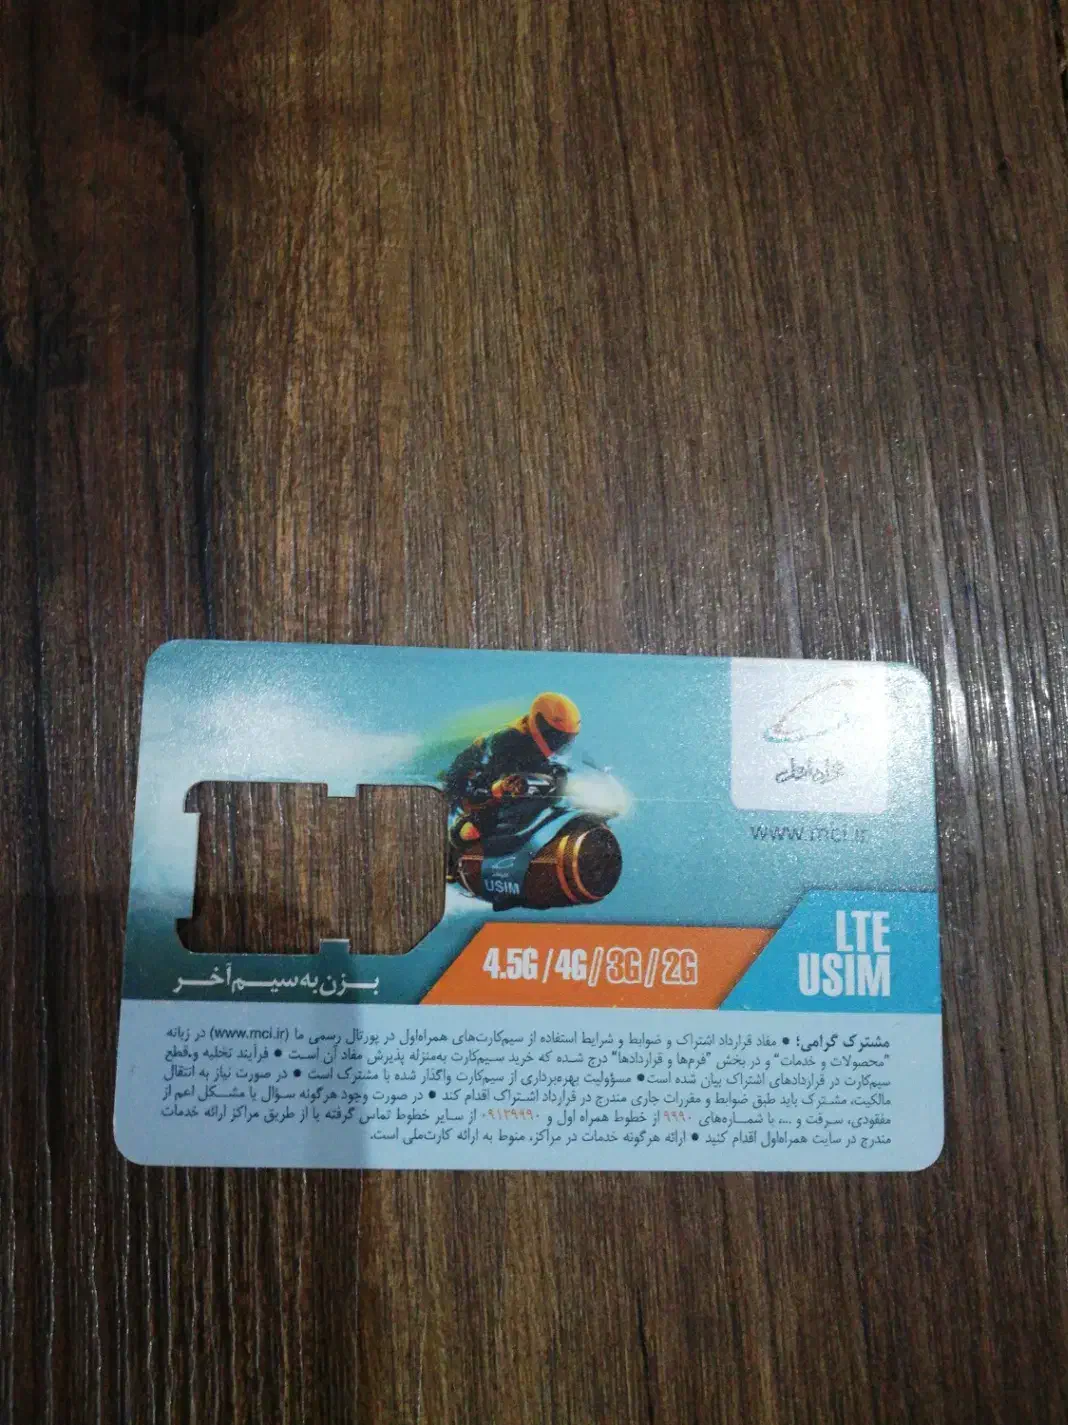 همراه اول
www.mci.ir
USIM
LTE
USIM
4.5G/4G/3G/2G
بزن به سیم آخر
مشترک گرامی؛ • مفاد قرارداد اشتراک و ضوابط و شرایط استفاده از سیم‌کارت‌های همراه‌اول در پورتال رسمی ما (www.mci.ir) در زبانه
"محصولات و خدمات" و در بخش "فرم‌ها و قراردادها" درج شده که خرید سیم‌کارت به‌منزله پذیرش مفاد آن است • فرآیند تخلیه و قطع
سیم‌کارت در قراردادهای اشتراک بیان شده است • مسؤولیت بهره‌برداری از سیم‌کارت واگذار شده با مشترک است • در صورت نیاز به انتقال
مالکیت، مشترک باید طبق ضوابط و مقررات جاری مندرج در قرارداد اشتراک اقدام کند • در صورت وجود هرگونه سؤال یا مشکل اعم از
مفقودی، سرقت و ...، با شماره‌های ۹۹۹۰ از خطوط همراه اول و ۰۹۱۲۹۹۹۰ از سایر خطوط تماس گرفته یا از طریق مراکز ارائه خدمات
مندرج در سایت همراه‌اول اقدام کنید • ارائه هرگونه خدمات در مراکز، منوط به ارائه کارت‌ملی است.